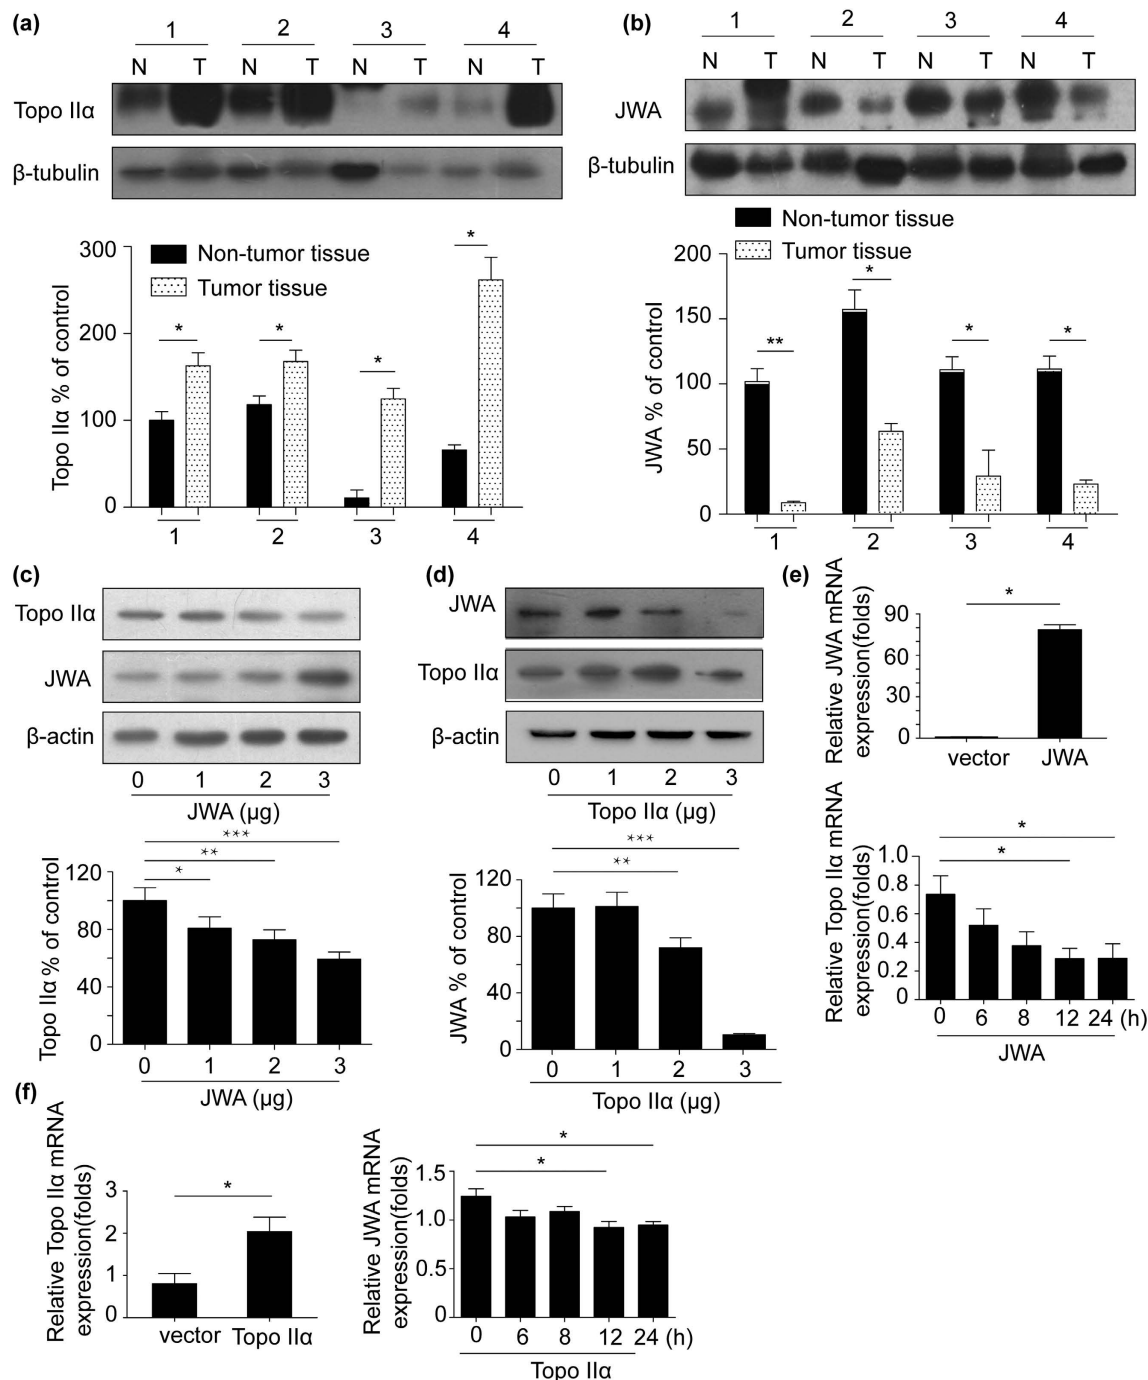 (a)
1 2 3 4
N T N T N T N T
Topo IIα
β-tubulin
Non-tumor tissue
Tumor tissue
Topo IIα % of control
300
200
100
0
* * * *
1 2 3 4
(b)
1 2 3 4
N T N T N T N T
JWA
β-tubulin
Non-tumor tissue
Tumor tissue
JWA % of control
200
150
100
50
0
** * * *
1 2 3 4
(c)
Topo IIα
JWA
β-actin
0 1 2 3
JWA (µg)
***
**
*
Topo IIα % of control
120
80
40
0
0 1 2 3
JWA (µg)
(d)
JWA
Topo IIα
β-actin
0 1 2 3
Topo IIα (µg)
***
**
JWA % of control
120
80
40
0
0 1 2 3
Topo IIα (µg)
(e)
Relative JWA mRNA
expression(folds)
*
90
60
30
0
vector JWA
Relative Topo IIα mRNA
expression(folds)
*
*
1.0
0.8
0.6
0.4
0.2
0
0 6 8 12 24 (h)
JWA
(f)
Relative Topo IIα mRNA
expression(folds)
*
3
2
1
0
vector Topo IIα
Relative JWA mRNA
expression(folds)
*
*
1.5
1.0
0.5
0
0 6 8 12 24 (h)
Topo IIα